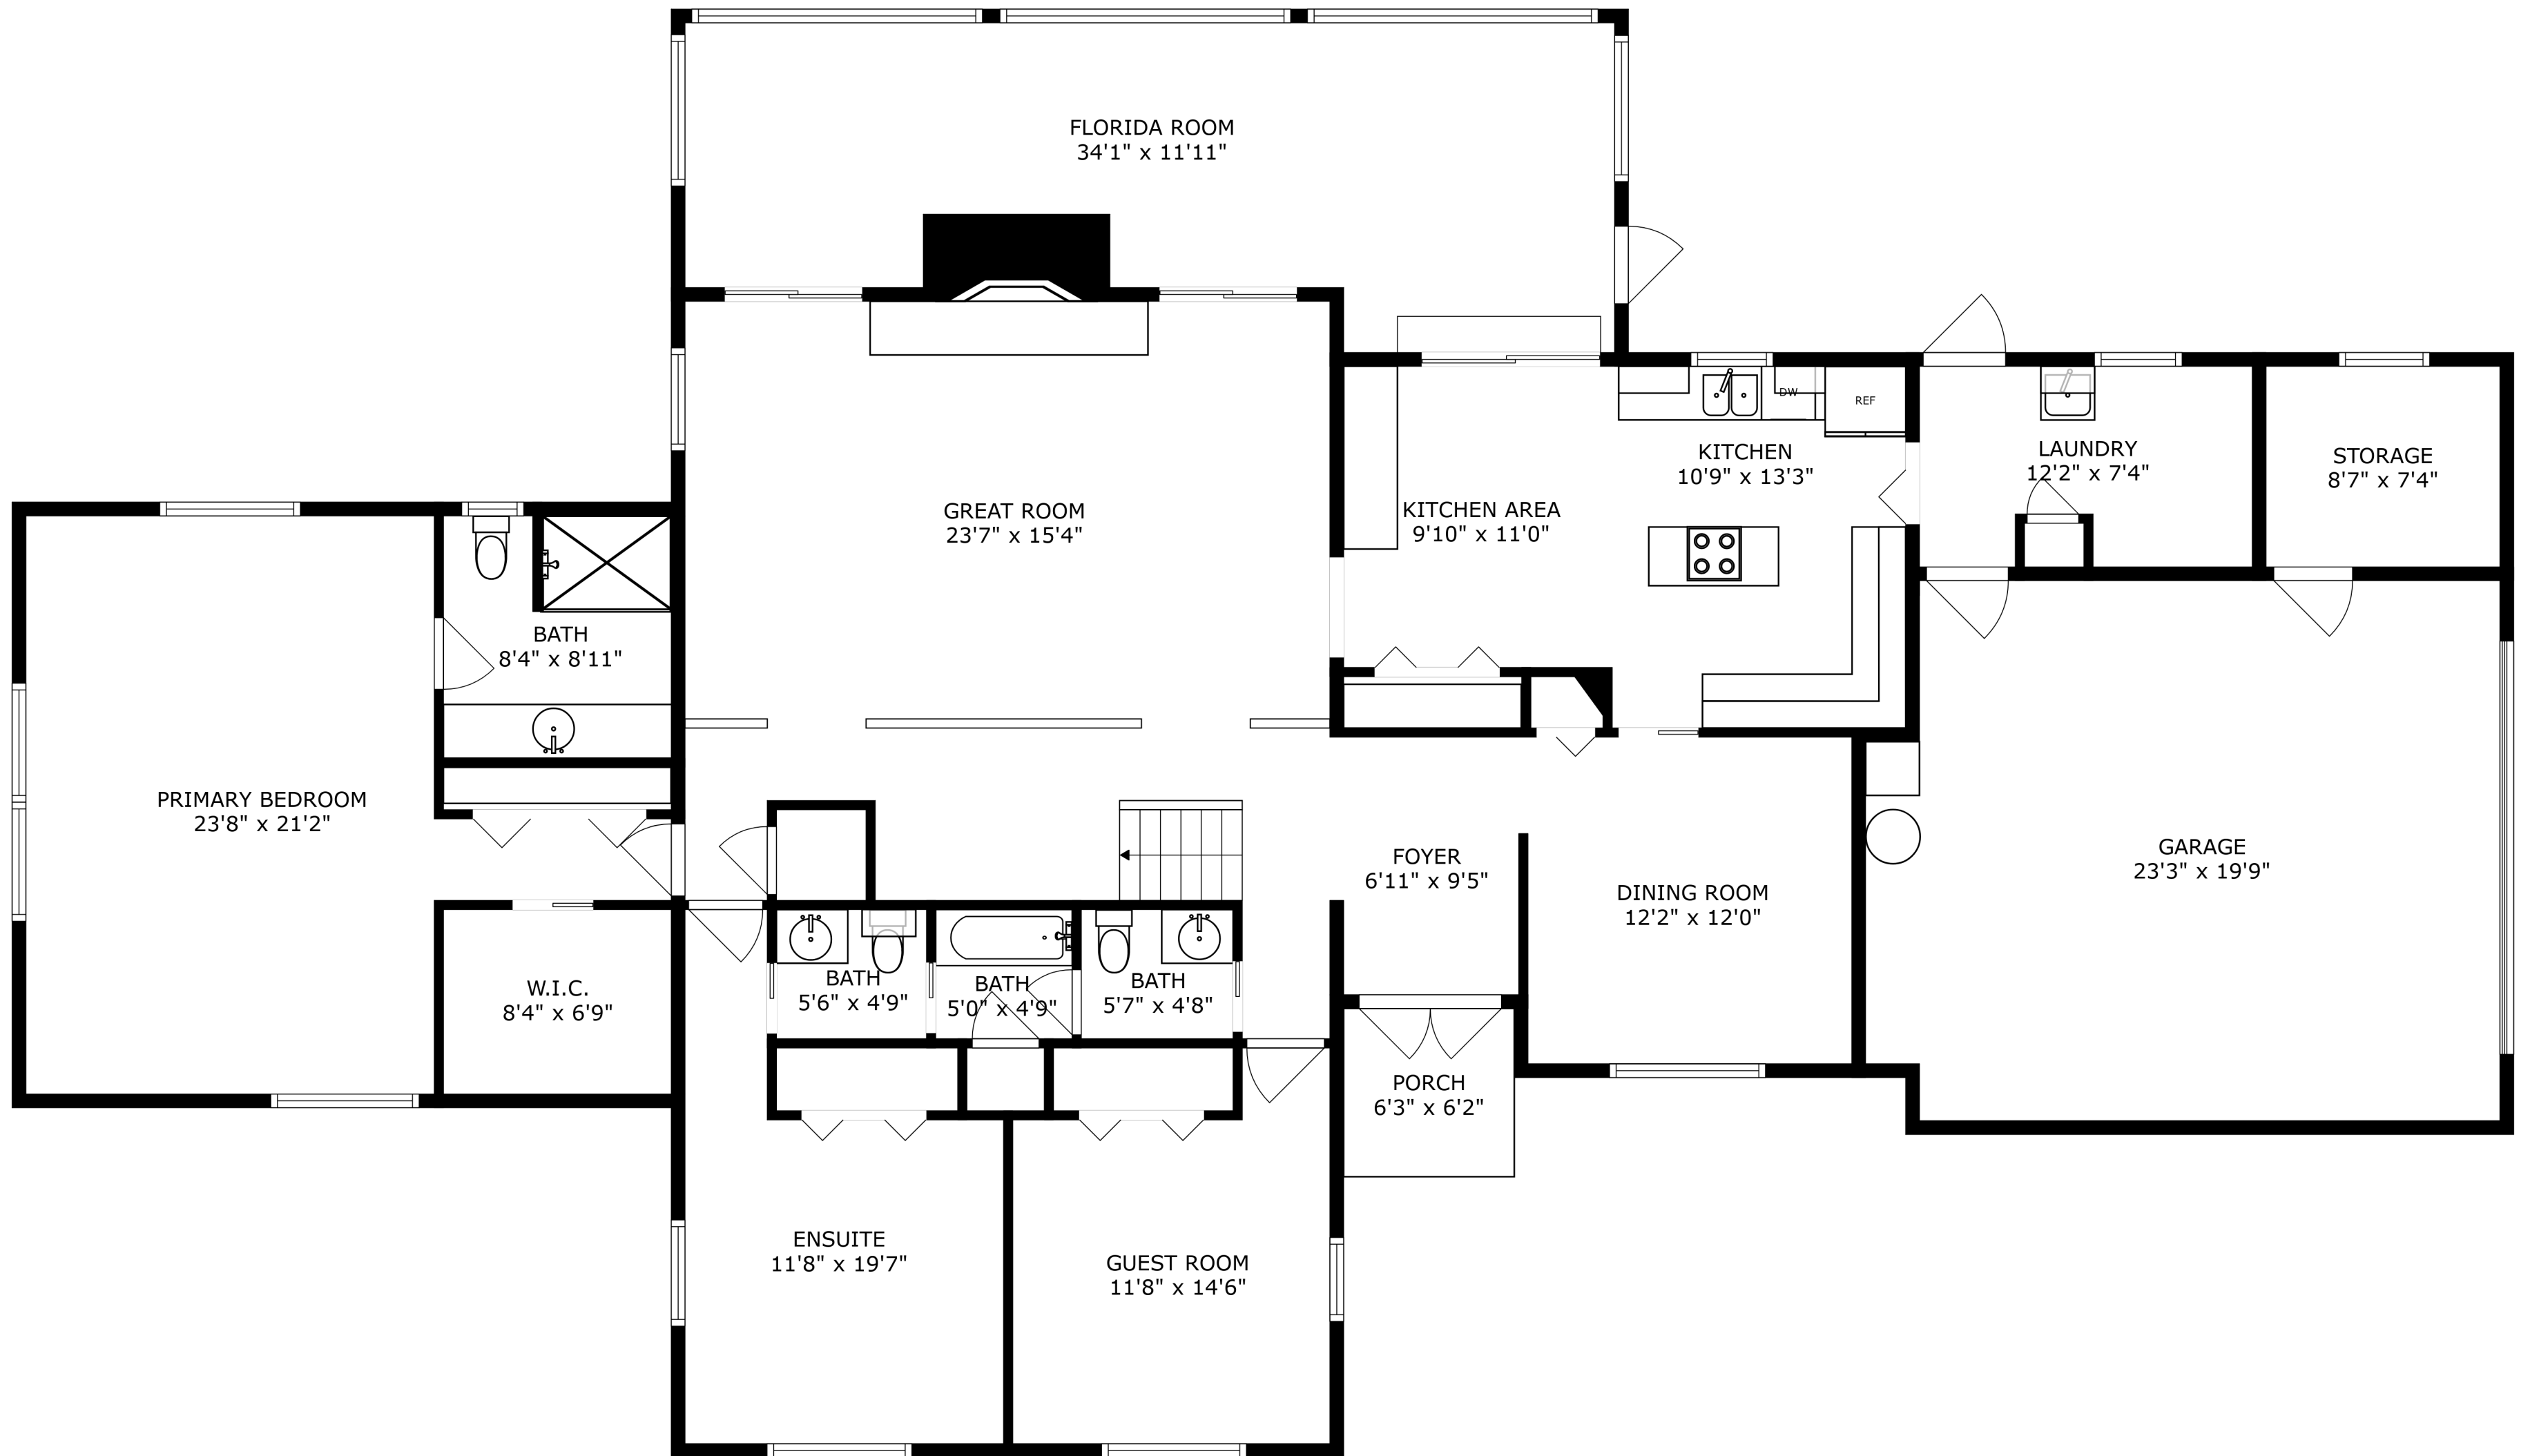 FLORIDA ROOM
34'1" x 11'11"
GREAT ROOM
23'7" x 15'4"
KITCHEN AREA
9'10" x 11'0"
KITCHEN
10'9" x 13'3"
DW
REF
LAUNDRY
12'2" x 7'4"
STORAGE
8'7" x 7'4"
BATH
8'4" x 8'11"
PRIMARY BEDROOM
23'8" x 21'2"
W.I.C.
8'4" x 6'9"
BATH
5'6" x 4'9"
BATH
5'0" x 4'9"
BATH
5'7" x 4'8"
FOYER
6'11" x 9'5"
DINING ROOM
12'2" x 12'0"
GARAGE
23'3" x 19'9"
PORCH
6'3" x 6'2"
ENSUITE
11'8" x 19'7"
GUEST ROOM
11'8" x 14'6"